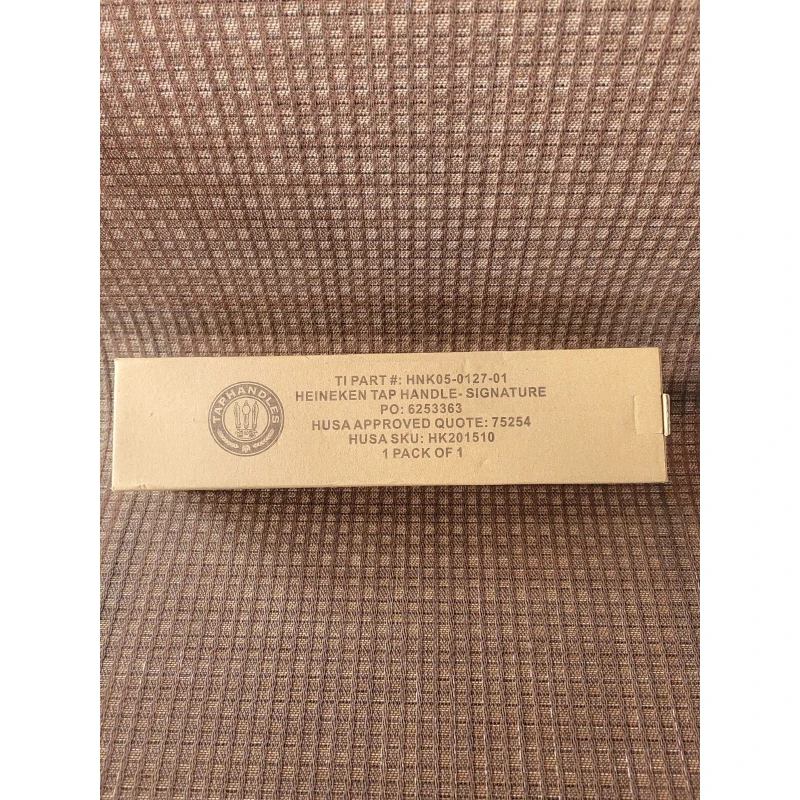 TAPHANDLES
TI PART #: HNK05-0127-01
HEINEKEN TAP HANDLE- SIGNATURE
PO: 6253363
HUSA APPROVED QUOTE: 75254
HUSA SKU: HK201510
1 PACK OF 1